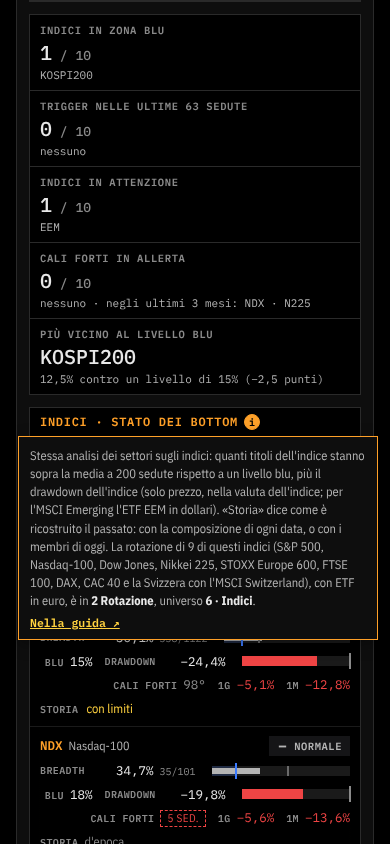 INDICI IN ZONA BLU
1 / 10
KOSPI200
TRIGGER NELLE ULTIME 63 SEDUTE
0 / 10
nessuno
INDICI IN ATTENZIONE
1 / 10
EEM
CALI FORTI IN ALLERTA
0 / 10
nessuno · negli ultimi 3 mesi: NDX · N225
PIÙ VICINO AL LIVELLO BLU
KOSPI200
12,5% contro un livello di 15% (−2,5 punti)
INDICI · STATO DEI BOTTOM i
Stessa analisi dei settori sugli indici: quanti titoli dell'indice stanno
sopra la media a 200 sedute rispetto a un livello blu, più il
drawdown dell'indice (solo prezzo, nella valuta dell'indice; per
l'MSCI Emerging l'ETF EEM in dollari). «Storia» dice come è
ricostruito il passato: con la composizione di ogni data, o con i
membri di oggi. La rotazione di 9 di questi indici (S&P 500,
Nasdaq-100, Dow Jones, Nikkei 225, STOXX Europe 600, FTSE
100, DAX, CAC 40 e la Svizzera con l'MSCI Switzerland), con ETF
in euro, è in 2 Rotazione, universo 6 · Indici.
Nella guida ↗
BLU 15% DRAWDOWN −24,4%
CALI FORTI 98° 1G −5,1% 1M −12,8%
STORIA con limiti
NDX Nasdaq-100 — NORMALE
BREADTH 34,7% 35/101
BLU 18% DRAWDOWN −19,8%
CALI FORTI 5 SED. 1G −5,6% 1M −13,6%
STORIA d'epoca